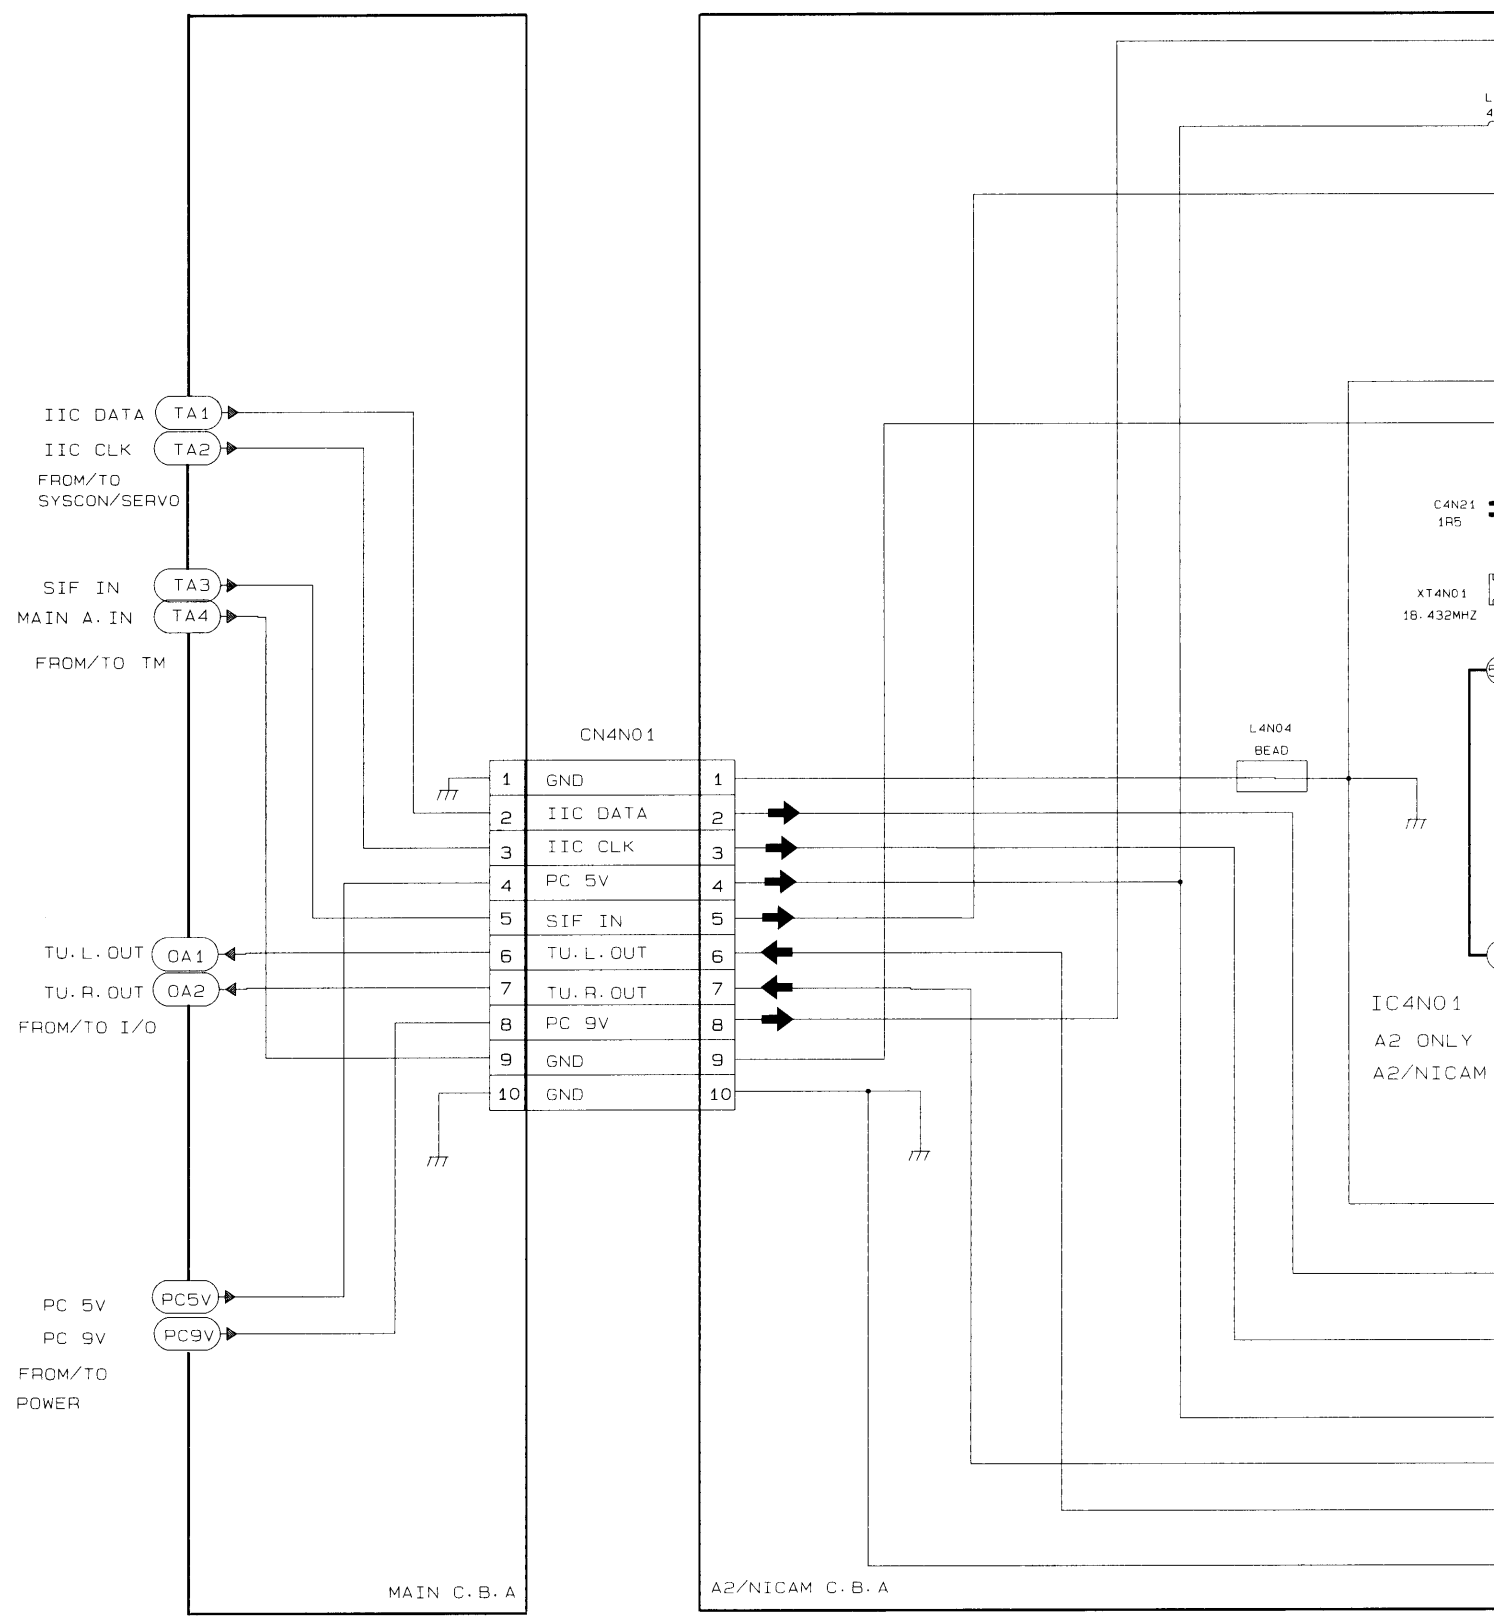 L
4
IIC DATA TA1
IIC CLK TA2
FROM/TO
SYSCON/SERVO
C4N21
1R5
SIF IN TA3
MAIN A.IN TA4
FROM/TO TM
XT4N01
18.432MHZ
5
CN4N01
L4N04
BEAD
1 GND 1
2 IIC DATA 2
3 IIC CLK 3
4 PC 5V 4
5 SIF IN 5
6 TU.L.OUT 6
7 TU.R.OUT 7
8 PC 9V 8
9 GND 9
10 GND 10
TU.L.OUT OA1
TU.R.OUT OA2
FROM/TO I/O
IC4N01
A2 ONLY
A2/NICAM
PC 5V PC5V
PC 9V PC9V
FROM/TO
POWER
MAIN C.B.A
A2/NICAM C.B.A